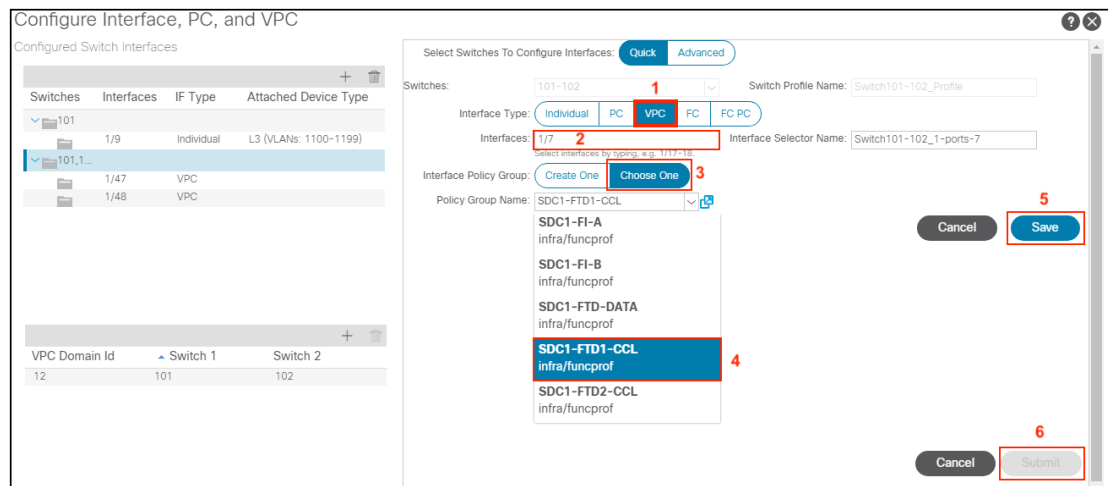 Configure Interface, PC, and VPC
Configured Switch Interfaces
Switches Interfaces IF Type Attached Device Type
101
1/9 Individual L3 (VLANs: 1100-1199)
101,1...
1/47 VPC
1/48 VPC
VPC Domain Id Switch 1 Switch 2
12 101 102
Select Switches To Configure Interfaces: Quick Advanced
Switches: 101-102 Switch Profile Name: Switch101-102_Profile
1
Interface Type: Individual PC VPC FC FC PC
Interfaces: 1/7 2 Interface Selector Name: Switch101-102_1-ports-7
Select interfaces by typing, e.g. 1/17-18.
Interface Policy Group: Create One Choose One 3
Policy Group Name: SDC1-FTD1-CCL
SDC1-FI-A
infra/funcprof
SDC1-FI-B
infra/funcprof
SDC1-FTD-DATA
infra/funcprof
SDC1-FTD1-CCL
infra/funcprof
4
SDC1-FTD2-CCL
infra/funcprof
5
Cancel Save
6
Cancel Submit